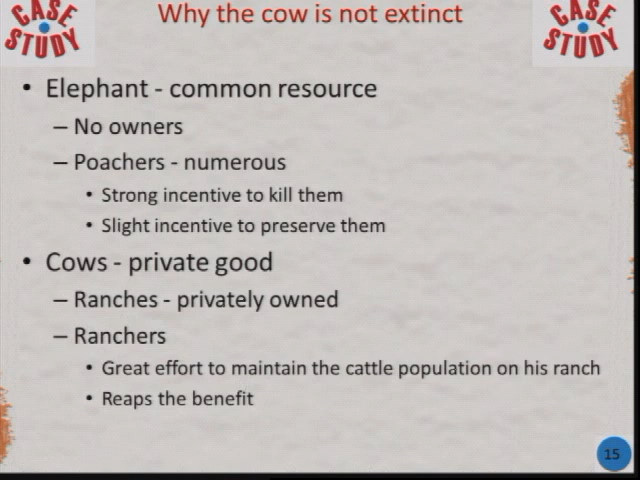 CASE STUDY
Why the cow is not extinct
CASE STUDY
• Elephant - common resource
– No owners
– Poachers - numerous
• Strong incentive to kill them
• Slight incentive to preserve them
• Cows - private good
– Ranches - privately owned
– Ranchers
• Great effort to maintain the cattle population on his ranch
• Reaps the benefit
15